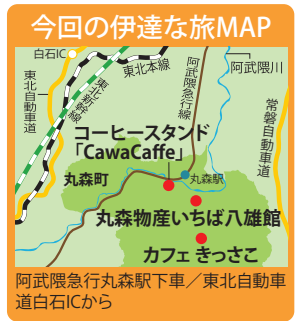 今回の伊達な旅MAP
白石IC
東北自動車道
東北新幹線
東北本線
阿武隈急行線
阿武隈川
常磐自動車道
コーヒースタンド
「CawaCaffe」
丸森町
丸森駅
丸森物産いちば八雄館
カフェ きっさこ
阿武隈急行丸森駅下車／東北自動車
道白石ICから